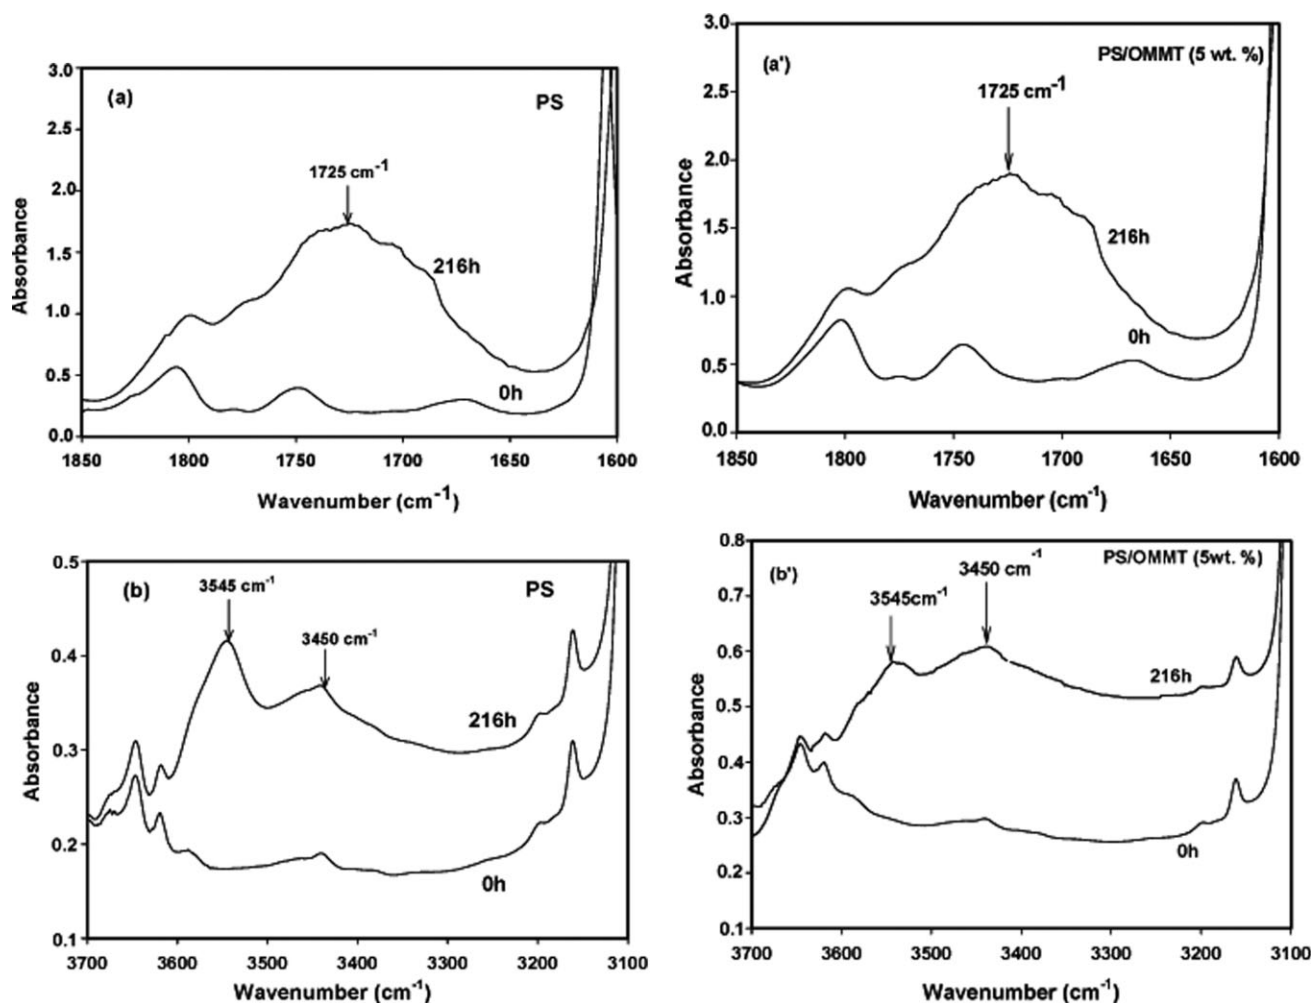 (a)
PS
1725 cm-1
216h
0h
Absorbance
3.0
2.5
2.0
1.5
1.0
0.5
0.0
1850 1800 1750 1700 1650 1600
Wavenumber (cm-1)
(a')
PS/OMMT (5 wt. %)
1725 cm-1
216h
0h
Absorbance
3.0
2.5
2.0
1.5
1.0
0.5
0.0
1850 1800 1750 1700 1650 1600
Wavenumber (cm-1)
(b)
PS
3545 cm-1
3450 cm-1
216h
0h
Absorbance
0.5
0.4
0.3
0.2
0.1
3700 3600 3500 3400 3300 3200 3100
Wavenumber (cm-1)
(b')
PS/OMMT (5wt. %)
3450 cm-1
3545cm-1
216h
0h
Absorbance
0.8
0.7
0.6
0.5
0.4
0.3
0.2
0.1
3700 3600 3500 3400 3300 3200 3100
Wavenumber (cm-1)